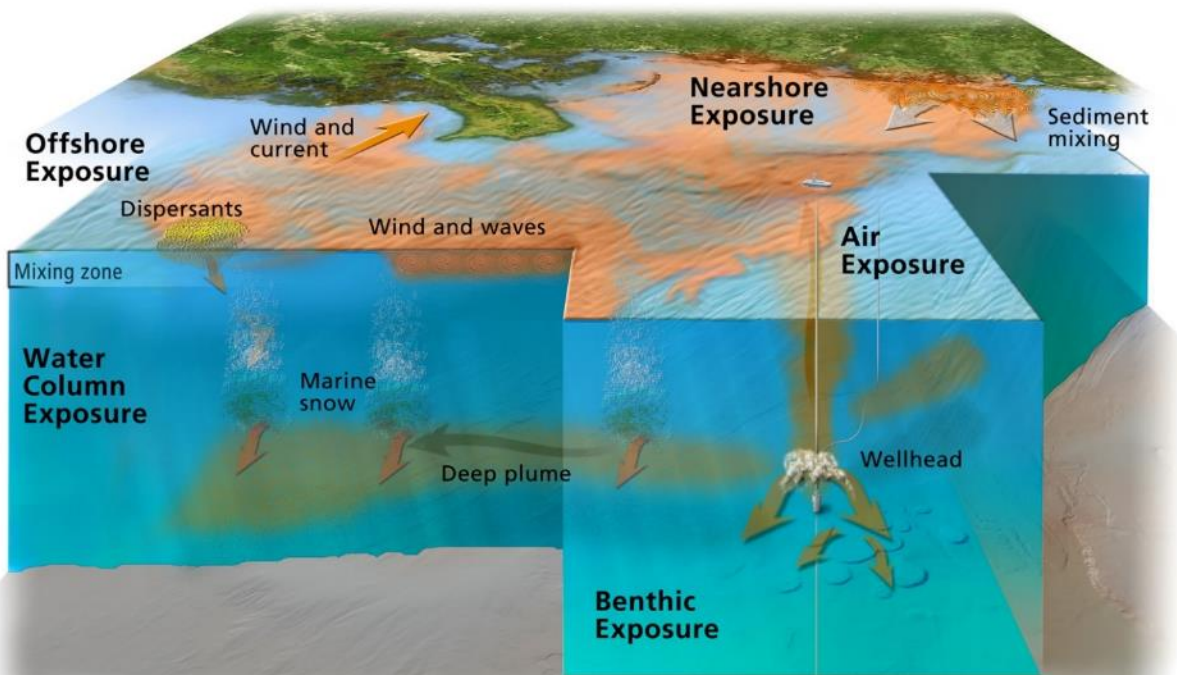 Nearshore
Exposure
Wind and
current
Sediment
mixing
Offshore
Exposure
Dispersants
Wind and waves
Air
Exposure
Mixing zone
Water
Column
Exposure
Marine
snow
Deep plume
Wellhead
Benthic
Exposure